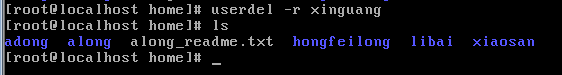 [root@localhost home]# userdel -r xinguang
[root@localhost home]# ls
adong along along_readme.txt hongfeilong libai xiaosan
[root@localhost home]# _